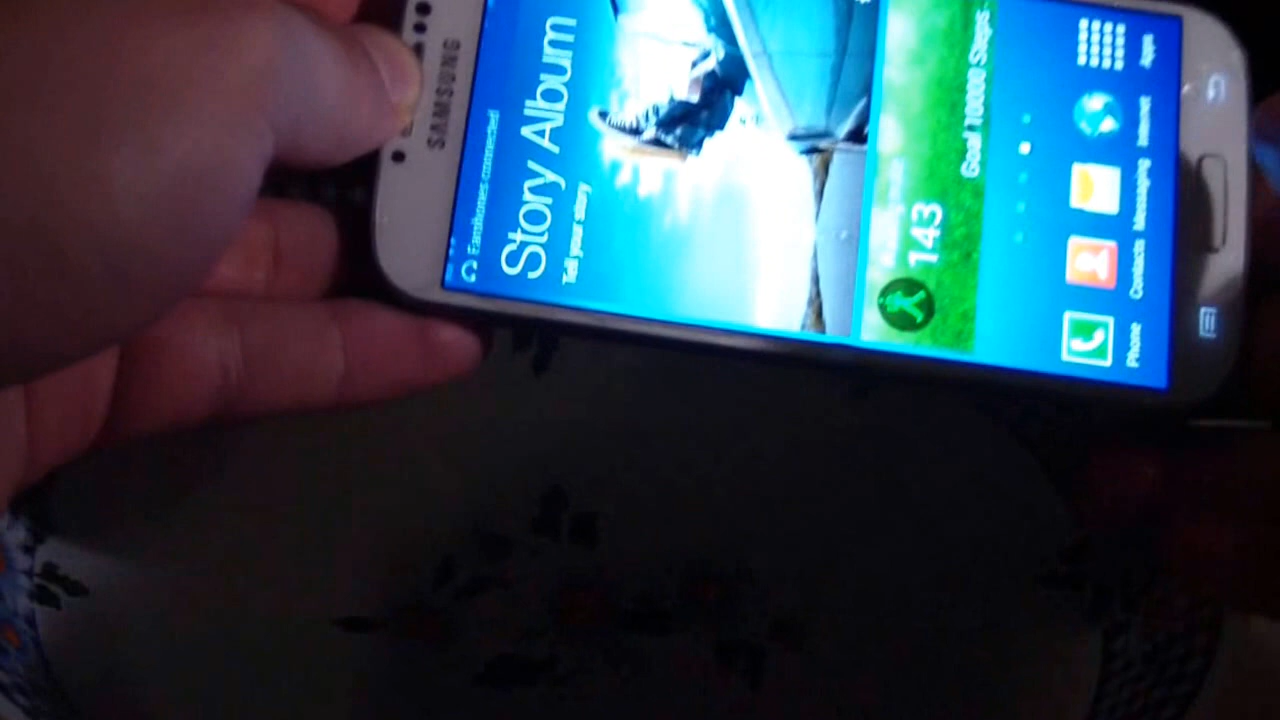 SAMSUNG
Earphones connected
Story Album
Tell your story
143
Goal 10000 Steps
Phone
Contacts
Messaging
Internet
Apps